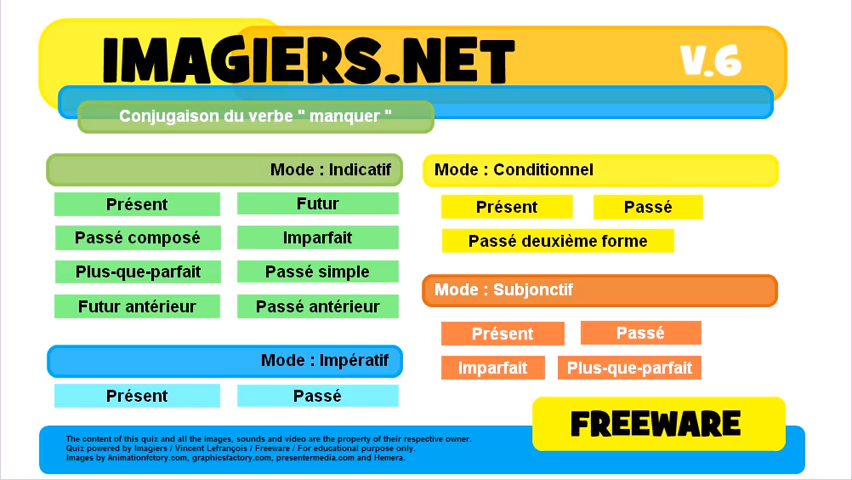 IMAGIERS.NET
V.6
Conjugaison du verbe " manquer "
Mode : Indicatif
Présent
Futur
Passé composé
Imparfait
Plus-que-parfait
Passé simple
Futur antérieur
Passé antérieur
Mode : Impératif
Présent
Passé
Mode : Conditionnel
Présent
Passé
Passé deuxième forme
Mode : Subjonctif
Présent
Passé
Imparfait
Plus-que-parfait
FREEWARE
The content of this quiz and all the images, sounds and video are the property of their respective owner.
Quiz powered by Imagiers / Vincent Lefrançois / Freeware / For educational purpose only.
Images by Animationfctory.com, graphicsfactory.com, presentermedia.com and Hemera.